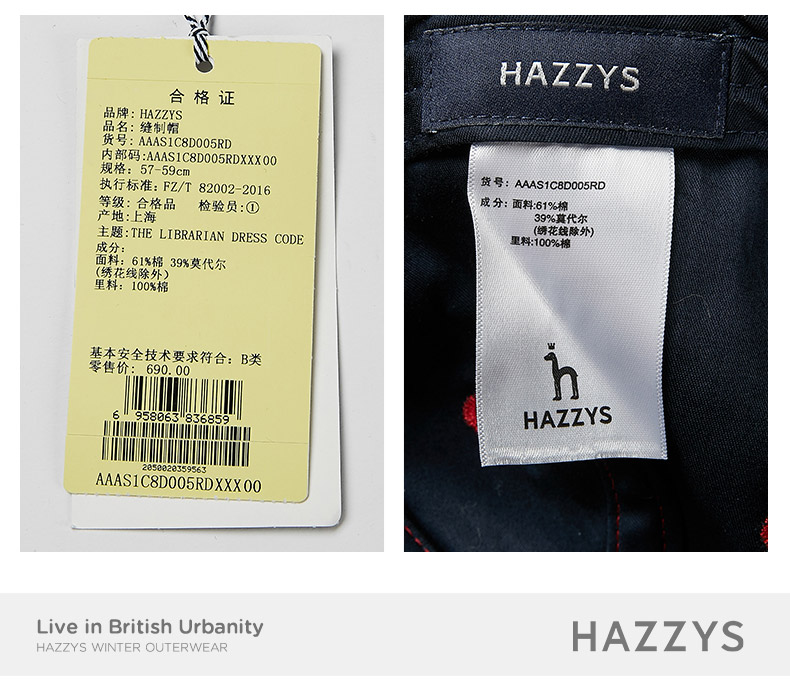 合格证
品牌: HAZZYS
品名: 缝制帽
货号: AAAS1C8D005RD
内部码:AAAS1C8D005RDXXX00
规格: 57-59cm
执行标准: FZ/T 82002-2016
等级: 合格品 检验员:①
产地:上海
主题:THE LIBRARIAN DRESS CODE
成分:
面料: 61%棉 39%莫代尔
(绣花线除外)
里料: 100%棉
基本安全技术要求符合: B类
零售价: 690.00
6 958063 836859
2050020359563
AAAS1C8D005RDXXX00
HAZZYS
货号: AAAS1C8D005RD
成分: 面料:61%棉
39%莫代尔
(绣花线除外)
里料:100%棉
HAZZYS
Live in British Urbanity
HAZZYS WINTER OUTERWEAR
HAZZYS